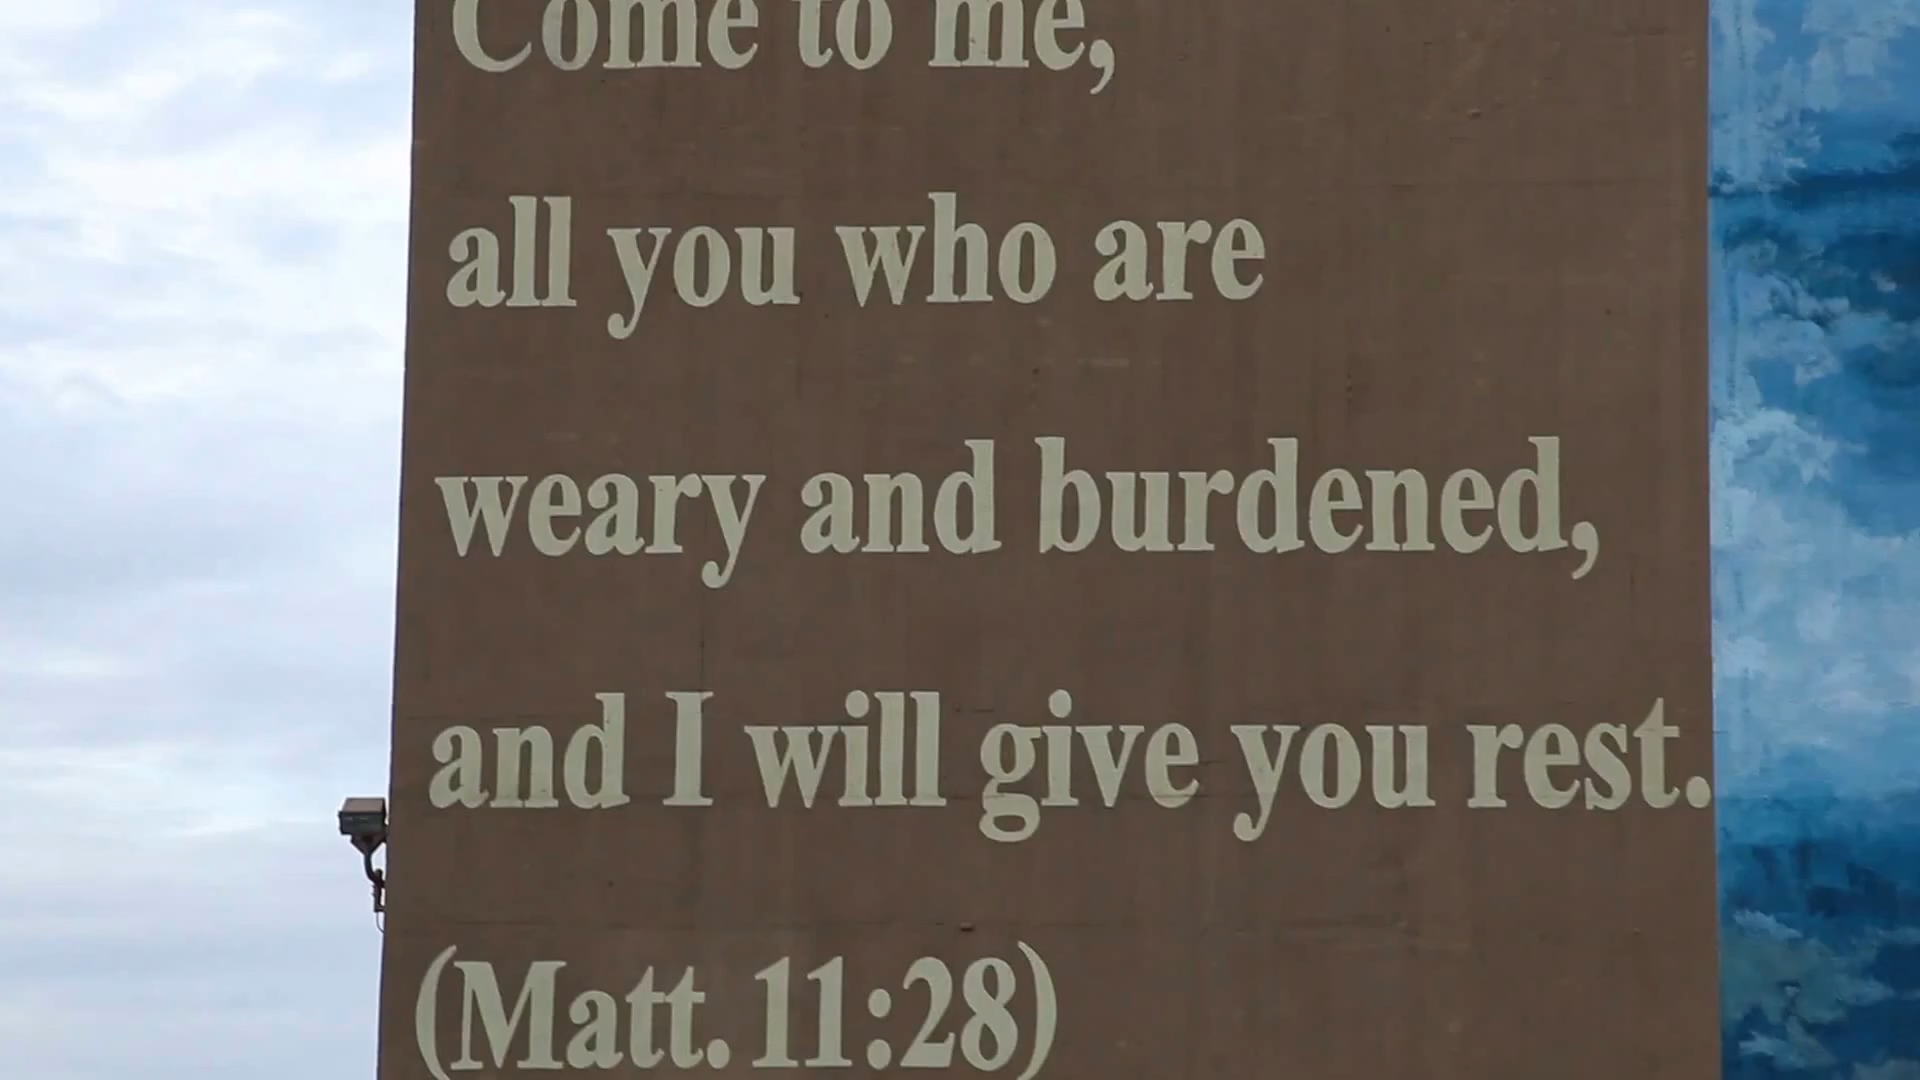 Come to me,
all you who are
weary and burdened,
and I will give you rest.
(Matt. 11:28)